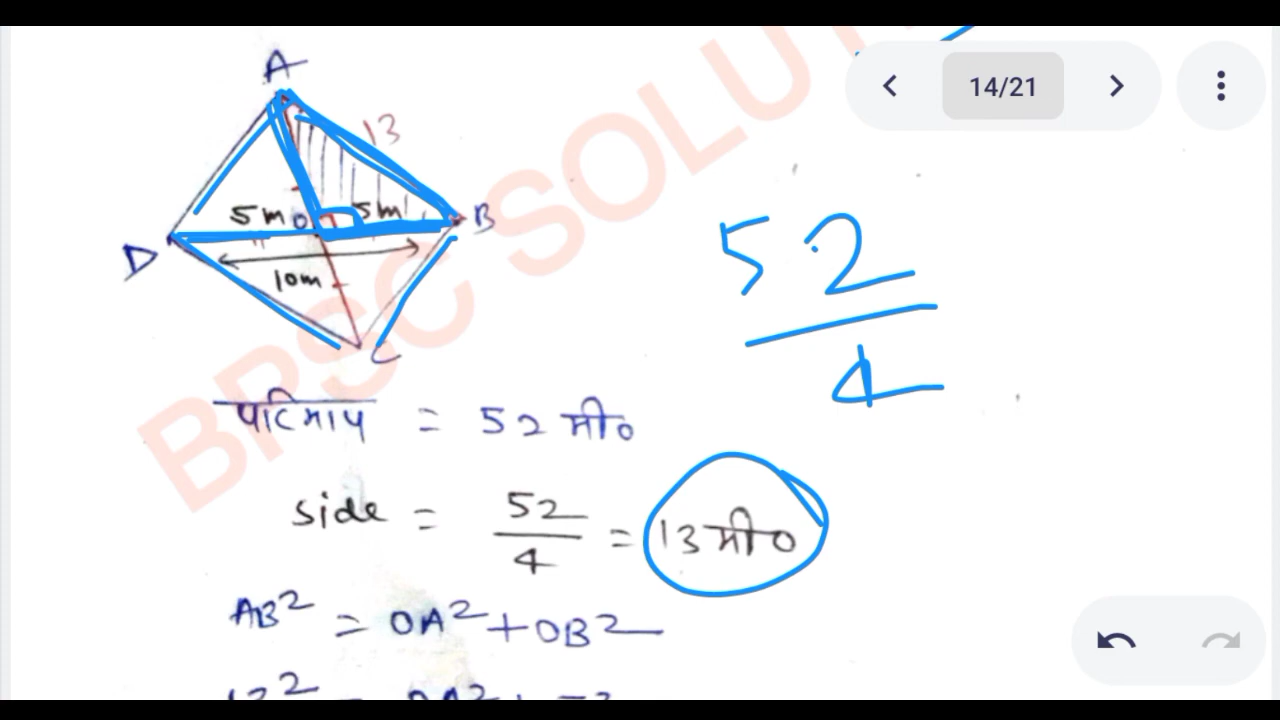 BPSC SOLUT
14/21
A
13
5m
O
5m
B
D
10m
C
52
4
परिमाप = 52 मी०
side = 52/4 = 13 मी०
AB² = OA² + OB²